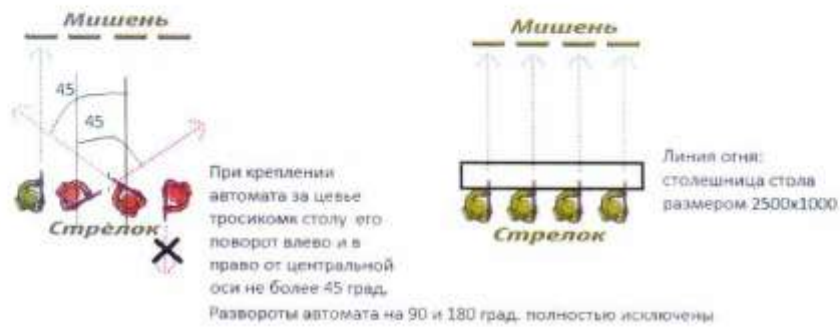 Мишень
45
45
Стрелок
При креплении
автомата за цевье
тросикомк столу его
поворот влево и в
право от центральной
оси не более 45 град,
Развороты автомата на 90 и 180 град. полностью исключены
Мишень
Стрелок
Линия огня:
столешница стола
размером 2500х1000